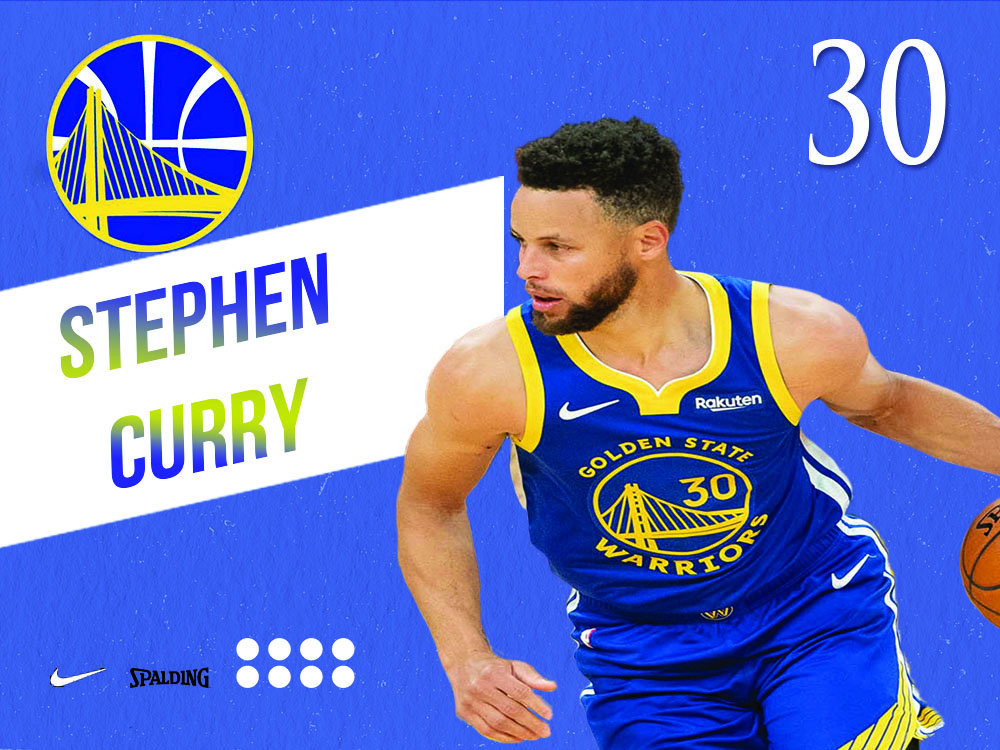 30
STEPHEN
CURRY
Rakuten
GOLDEN STATE
30
WARRIORS
SPALDING